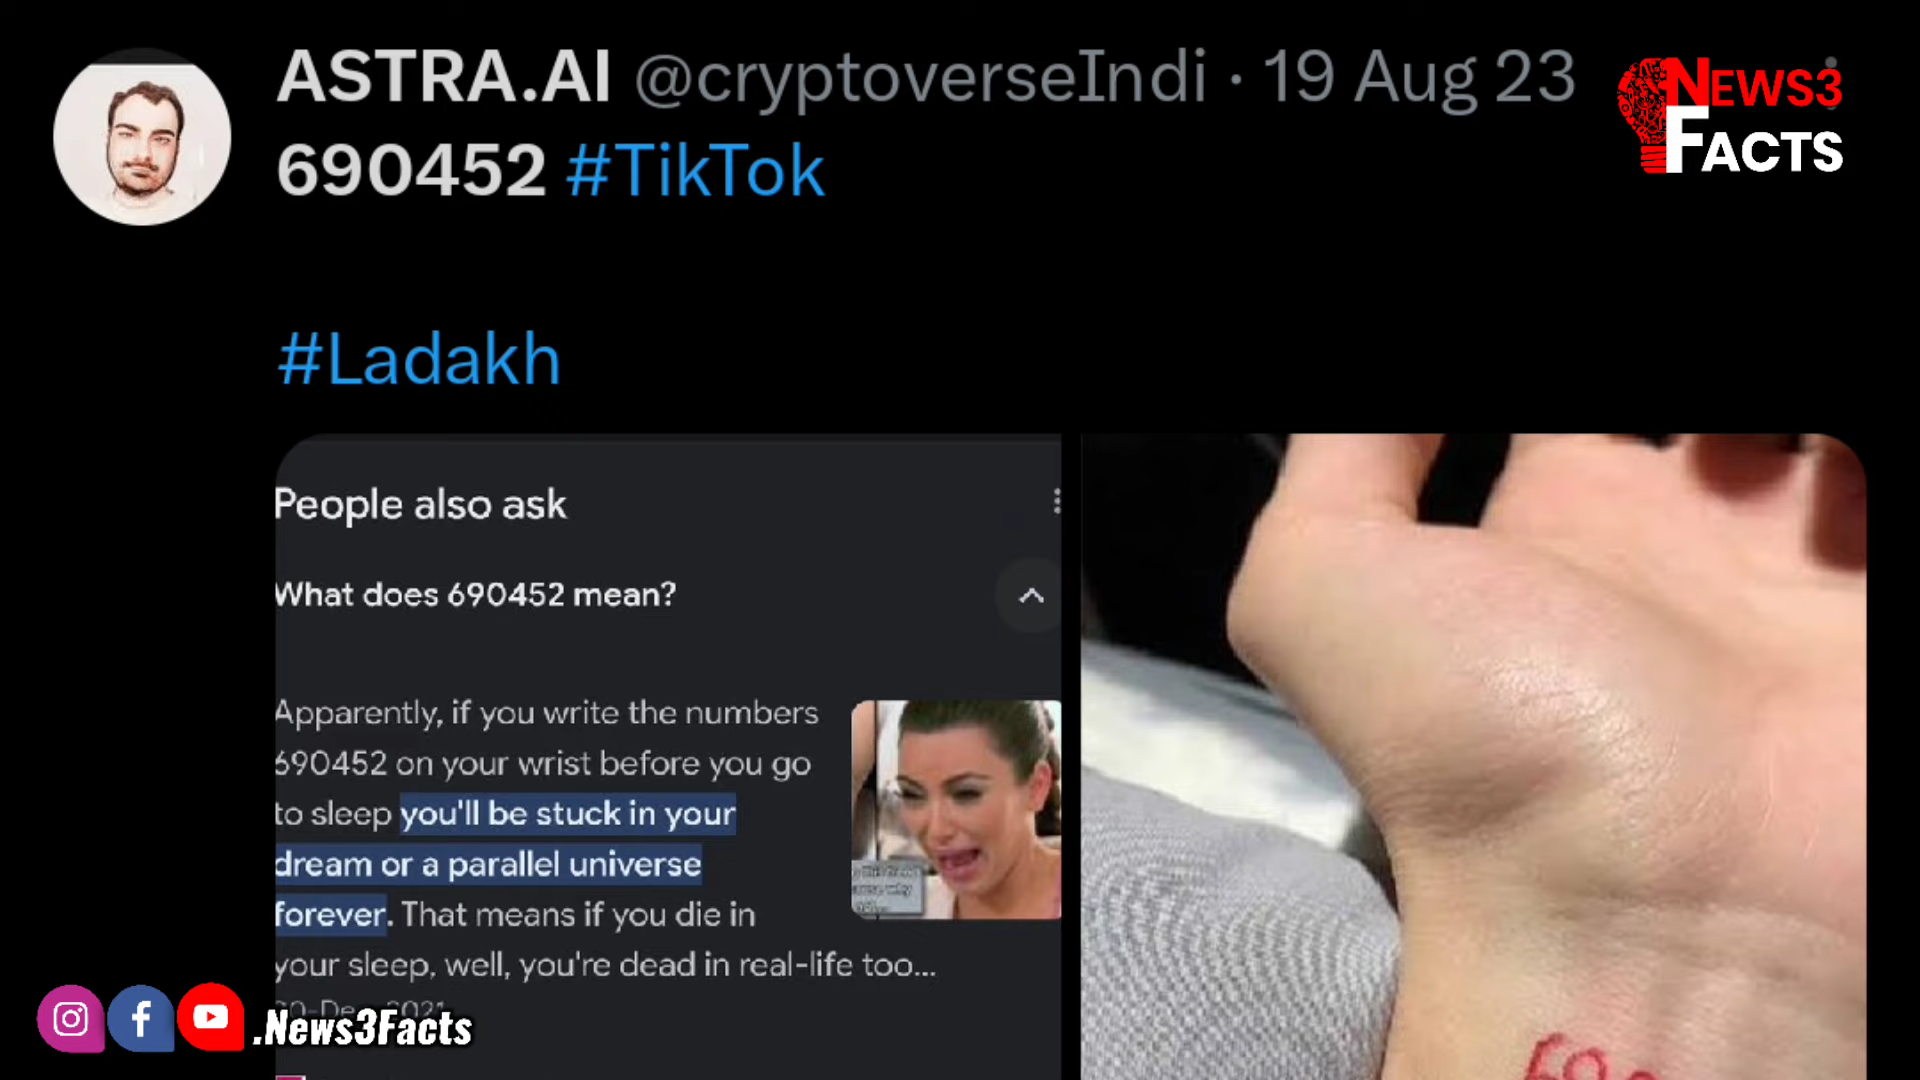 ASTRA.AI @cryptoverseIndi · 19 Aug 23
690452 #TikTok
NEWS3
FACTS
#Ladakh
People also ask
What does 690452 mean?
Apparently, if you write the numbers
690452 on your wrist before you go
to sleep you'll be stuck in your
dream or a parallel universe
forever. That means if you die in
your sleep, well, you're dead in real-life too...
.News3Facts